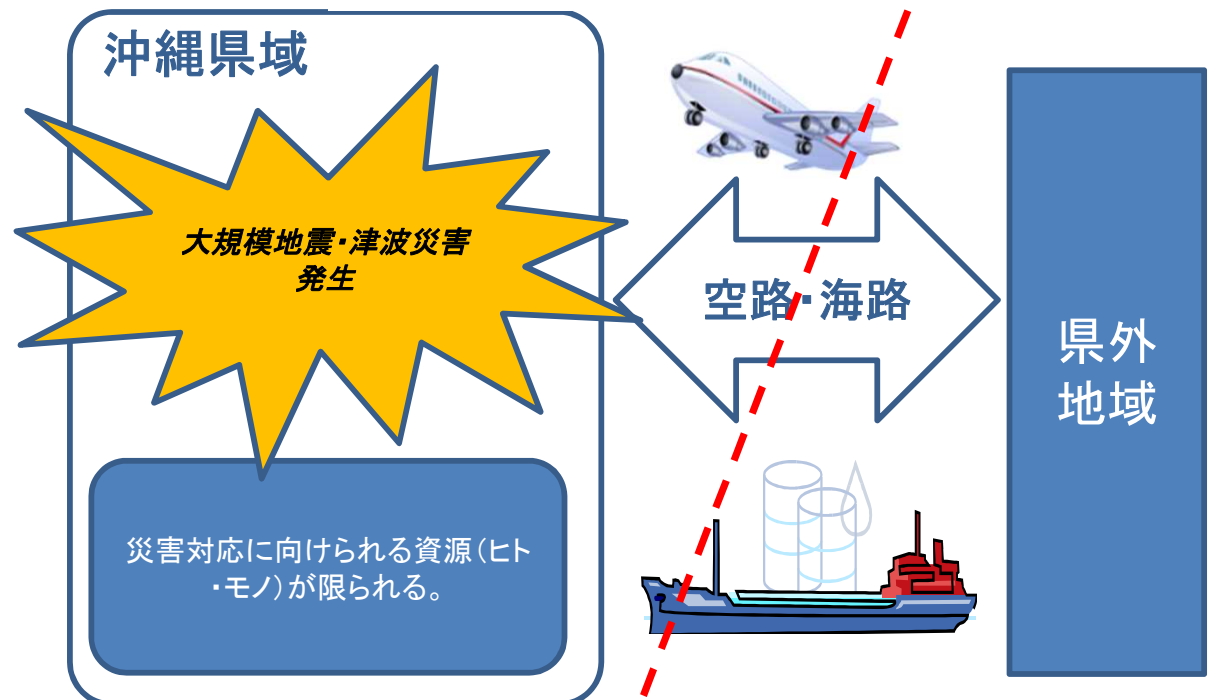 沖縄県域
大規模地震・津波災害
発生
空路・海路
県外
地域
災害対応に向けられる資源(ヒト
・モノ)が限られる。